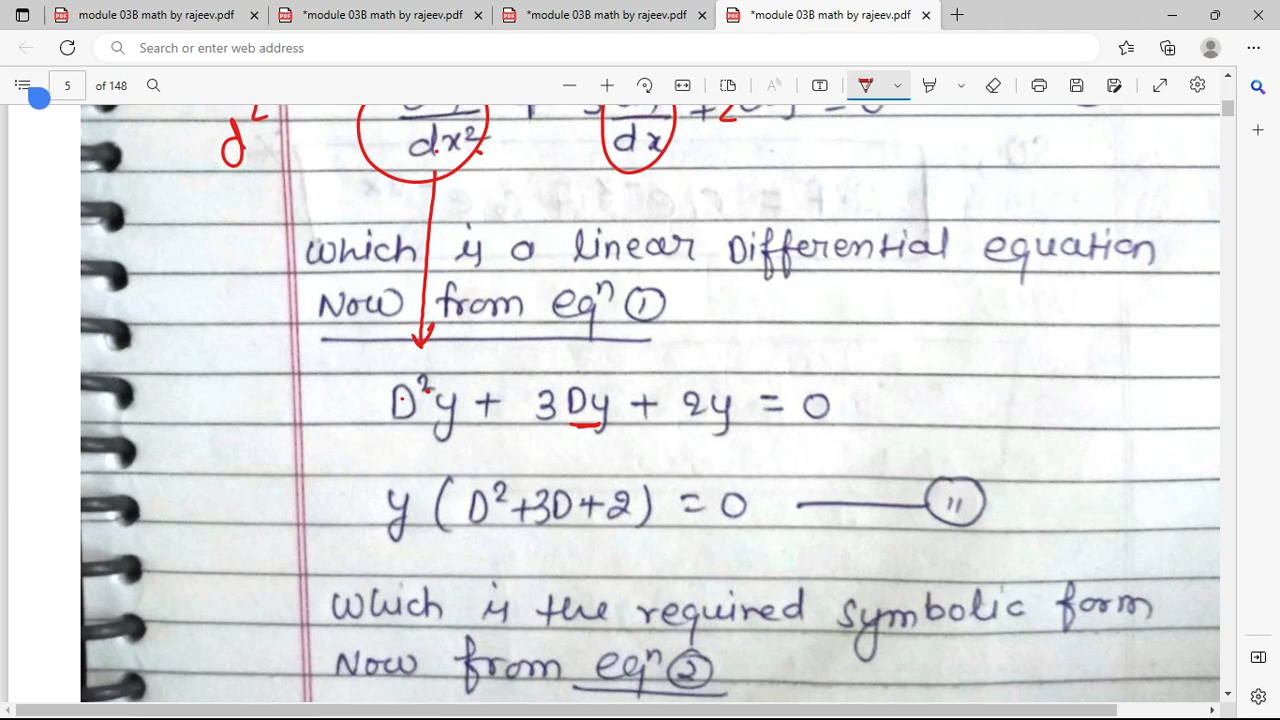 module 03B math by rajeev.pdf
*module 03B math by rajeev.pdf
*module 03B math by rajeev.pdf
*module 03B math by rajeev.pdf
Search or enter web address
5 of 148
d²
dx² dx + 2
which is a linear Differential equation
Now from eqⁿ ①
D²y + 3Dy + 2y = 0
y (D²+3D+2) = 0 —— (11)
which is the required symbolic form
Now from eqⁿ ②